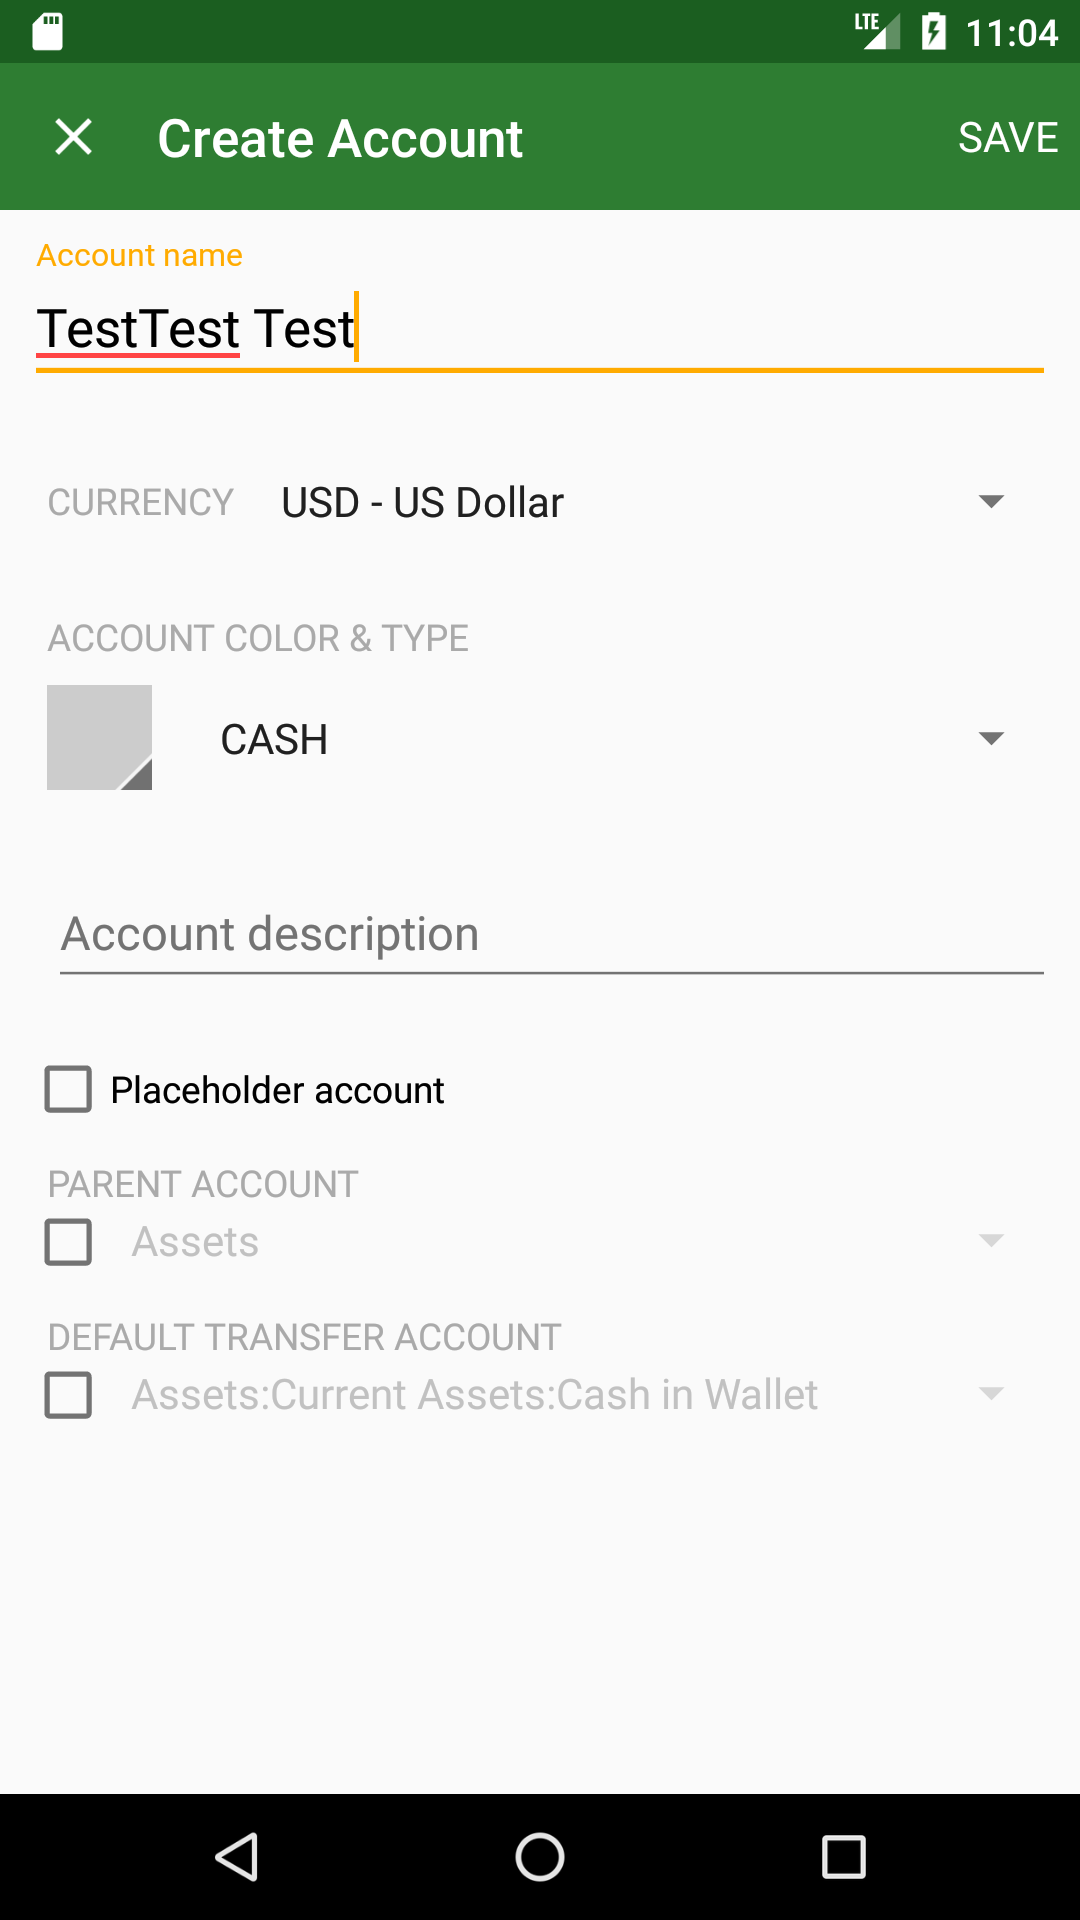 LTE 11:04
Create Account SAVE
Account name
TestTest Test
CURRENCY USD - US Dollar
ACCOUNT COLOR & TYPE
CASH
Account description
Placeholder account
PARENT ACCOUNT
Assets
DEFAULT TRANSFER ACCOUNT
Assets:Current Assets:Cash in Wallet